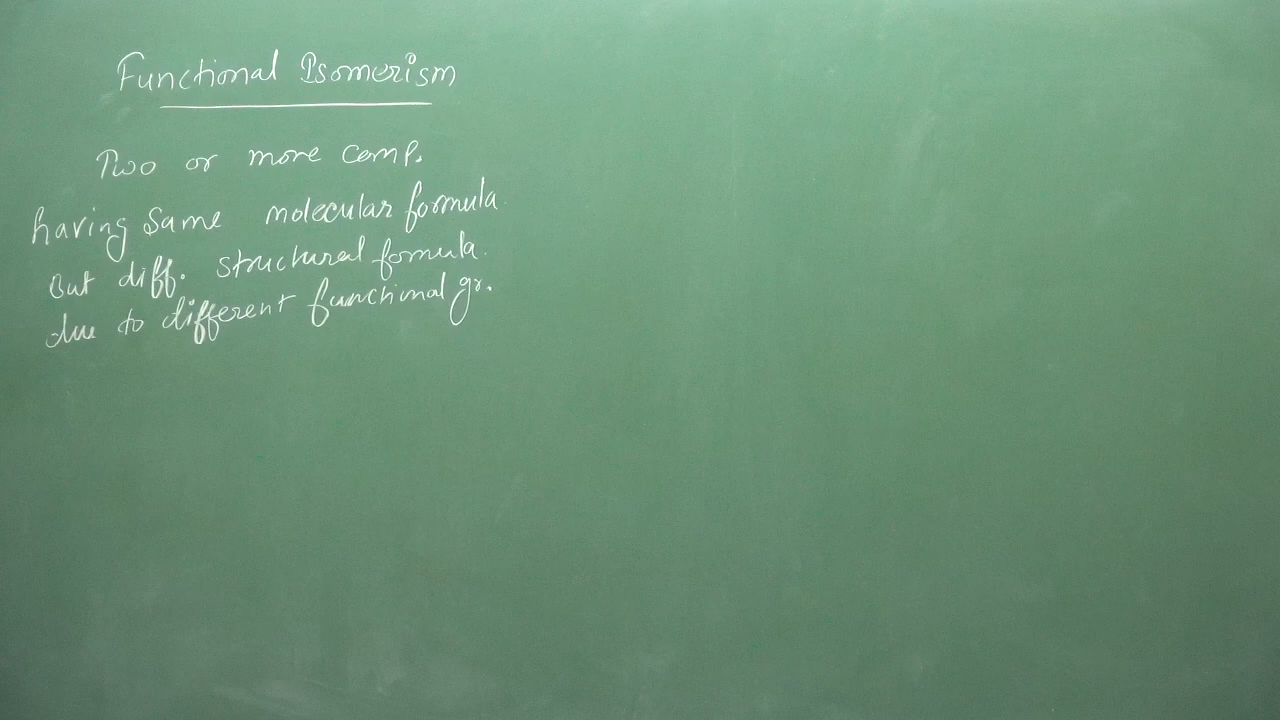 Functional Isomerism
Two or more comp.
having same molecular formula.
But diff. structural formula.
due to different functional gr.